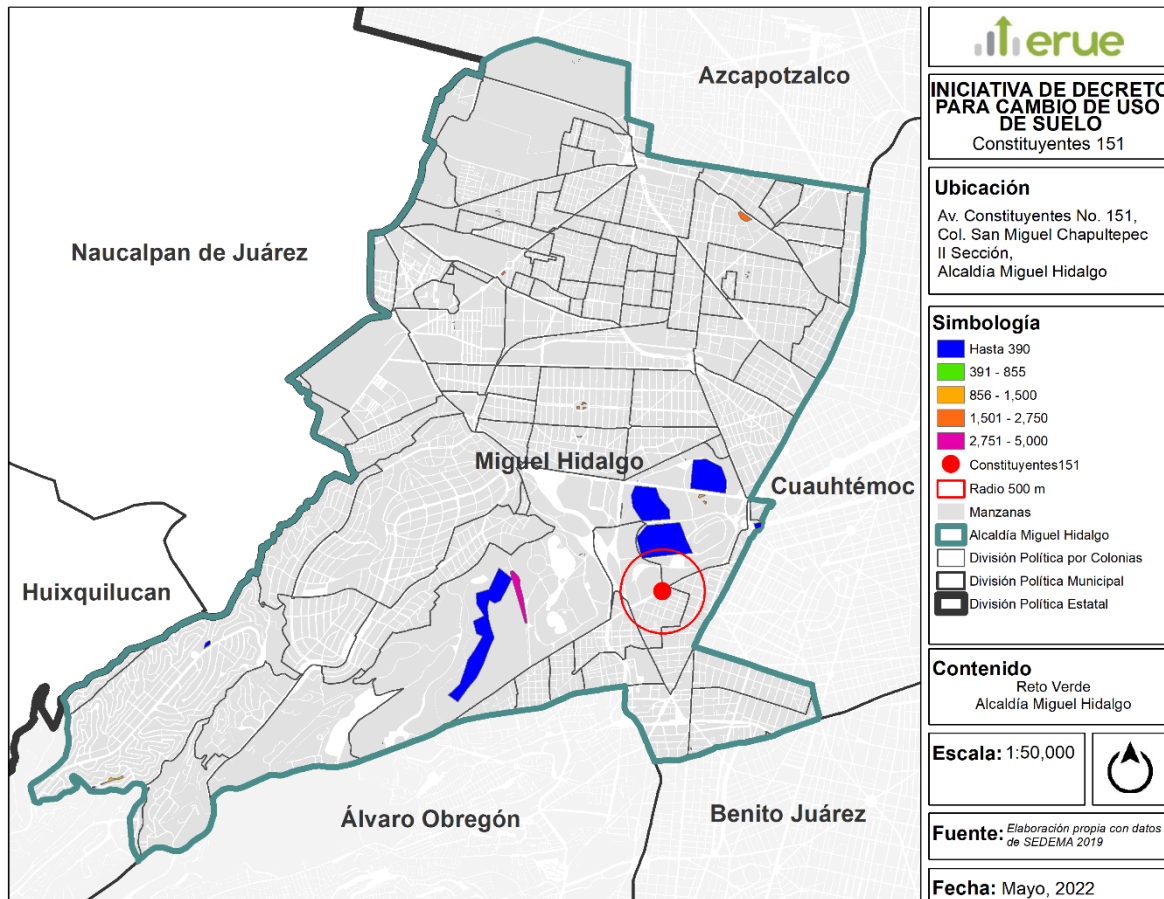 Azcapotzalco
Naucalpan de Juárez
Miguel Hidalgo
Cuauhtémoc
Huixquilucan
Álvaro Obregón
Benito Juárez
erue
INICIATIVA DE DECRETO
PARA CAMBIO DE USO
DE SUELO
Constituyentes 151
Ubicación
Av. Constituyentes No. 151,
Col. San Miguel Chapultepec
II Sección,
Alcaldía Miguel Hidalgo
Simbología
Hasta 390
391 - 855
856 - 1,500
1,501 - 2,750
2,751 - 5,000
Constituyentes151
Radio 500 m
Manzanas
Alcaldía Miguel Hidalgo
División Política por Colonias
División Política Municipal
División Política Estatal
Contenido
Reto Verde
Alcaldía Miguel Hidalgo
Escala: 1:50,000
Fuente: Elaboración propia con datos
de SEDEMA 2019
Fecha: Mayo, 2022